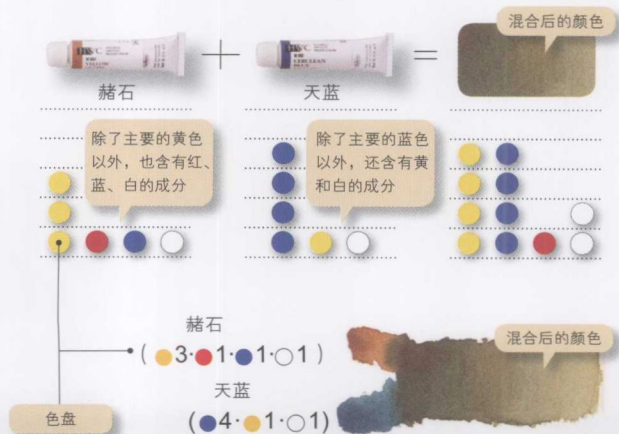 混合后的颜色
+ =
赭石
天蓝
除了主要的黄色
以外，也含有红、
蓝、白的成分
除了主要的蓝色
以外，还含有黄
和白的成分
赭石
(3·1·1·1)
混合后的颜色
天蓝
(4·1·1)
色盘